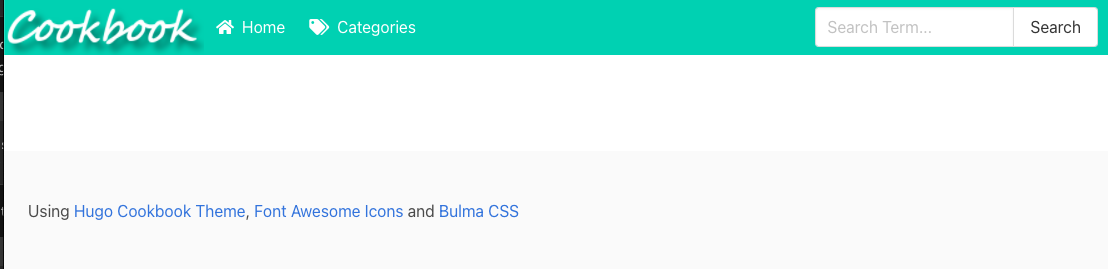 Cookbook Home Categories Search Term... Search
Using Hugo Cookbook Theme, Font Awesome Icons and Bulma CSS